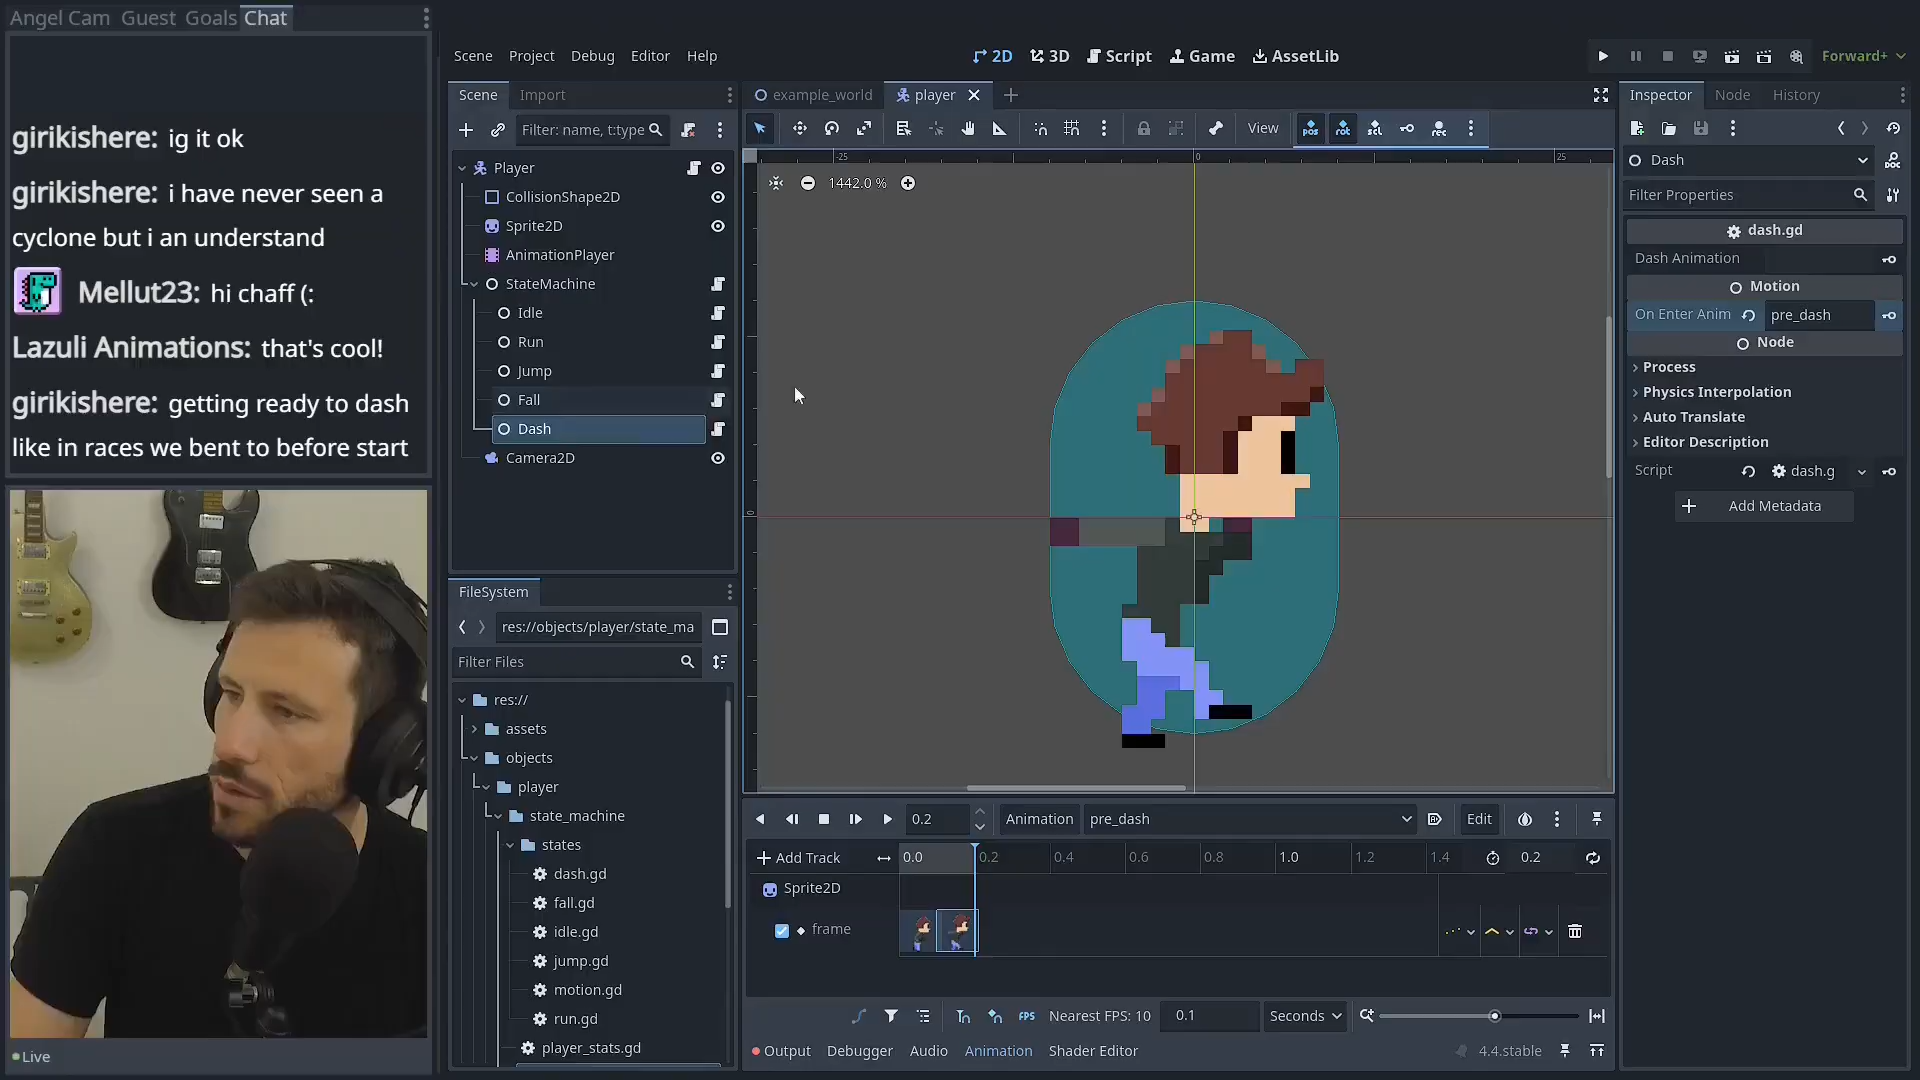 Angel Cam Guest Goals Chat
girikishere: ig it ok
girikishere: i have never seen a
cyclone but i an understand
Mellut23: hi chaff (:
Lazuli Animations: that's cool!
girikishere: getting ready to dash
like in races we bent to before start
Live
Scene Project Debug Editor Help
2D 3D Script Game AssetLib
Forward+
Scene Import
Filter: name, t:type
Player
CollisionShape2D
Sprite2D
AnimationPlayer
StateMachine
Idle
Run
Jump
Fall
Dash
Camera2D
FileSystem
res://objects/player/state_ma
Filter Files
res://
assets
objects
player
state_machine
states
dash.gd
fall.gd
idle.gd
jump.gd
motion.gd
run.gd
player_stats.gd
example_world player
View
-25 0 25
0
1442.0 %
0.2 Animation pre_dash Edit
Add Track 0.0 0.2 0.4 0.6 0.8 1.0 1.2 1.4 0.2
Sprite2D
frame
Nearest FPS: 10 0.1 Seconds
Output Debugger Audio Animation Shader Editor 4.4.stable
Inspector Node History
Dash
Filter Properties
dash.gd
Dash Animation
Motion
On Enter Anim pre_dash
Node
Process
Physics Interpolation
Auto Translate
Editor Description
Script dash.g
Add Metadata